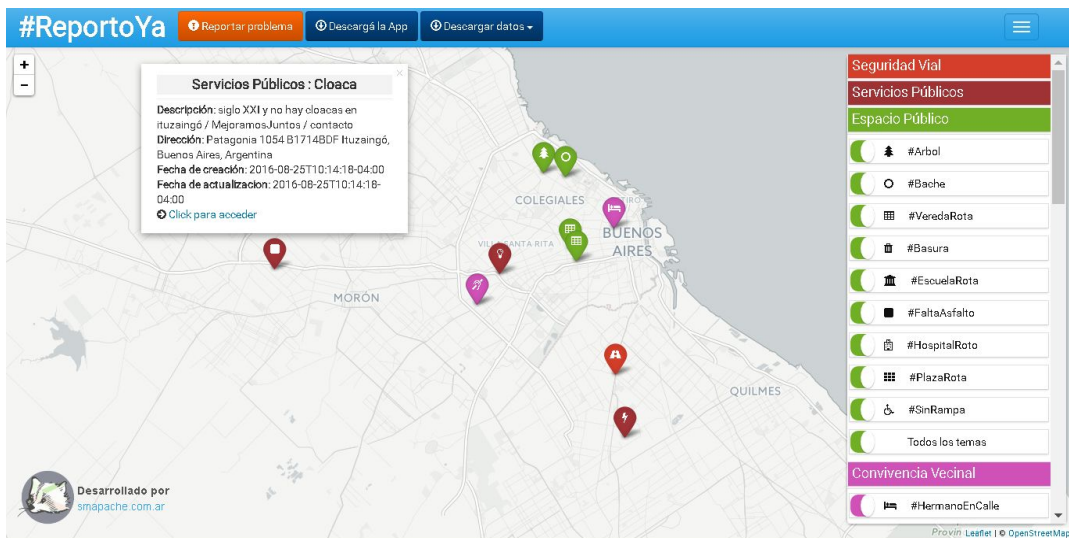 #ReportoYa
Reportar problema
Descargá la App
Descargar datos
+
-
×
Servicios Públicos : Cloaca
Descripción: siglo XXI y no hay cloacas en
ituzaingó / MejoramosJuntos / contacto
Dirección: Patagonia 1054 B1714BDF Ituzaingó,
Buenos Aires, Argentina
Fecha de creación: 2016-08-25T10:14:18-04:00
Fecha de actualizacion: 2016-08-25T10:14:18-
04:00
Click para acceder
COLEGIALES
BUENOS
AIRES
MORÓN
QUILMES
Seguridad Vial
Servicios Públicos
Espacio Público
#Arbol
#Bache
#VeredaRota
#Basura
#EscuelaRota
#FaltaAsfalto
#HospitalRoto
#PlazaRota
#SinRampa
Todos los temas
Convivencia Vecinal
#HermanoEnCalle
Desarrollado por
smapache.com.ar
Provin Leaflet | © OpenStreetMap